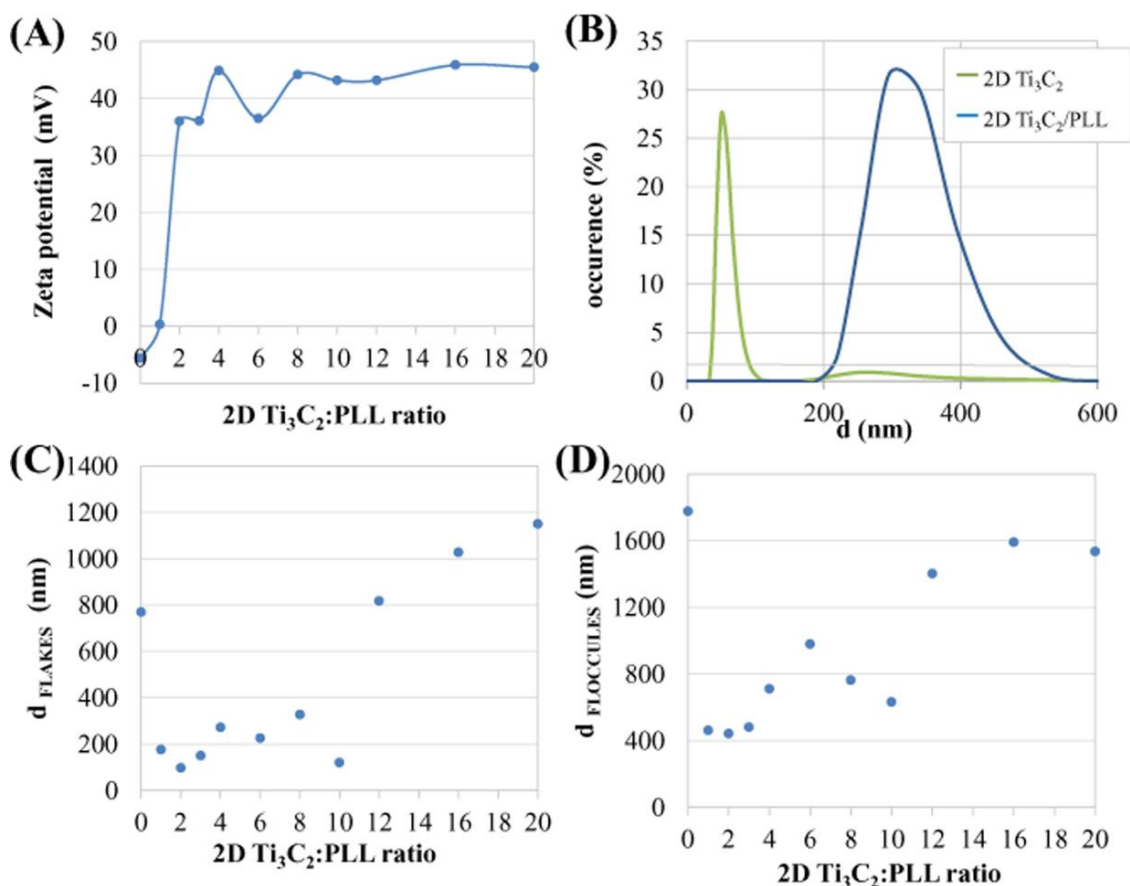 (A)
Zeta potential (mV)
50
40
30
20
10
0
-10
2 4 6 8 10 12 14 16 18 20
2D Ti₃C₂:PLL ratio
(B)
occurence (%)
35
30
25
20
15
10
5
0
0 200 400 600
d (nm)
2D Ti₃C₂
2D Ti₃C₂/PLL
(C)
d FLAKES (nm)
1400
1200
1000
800
600
400
200
0
0 2 4 6 8 10 12 14 16 18 20
2D Ti₃C₂:PLL ratio
(D)
d FLOCCULES (nm)
2000
1600
1200
800
400
0
0 2 4 6 8 10 12 14 16 18 20
2D Ti₃C₂:PLL ratio